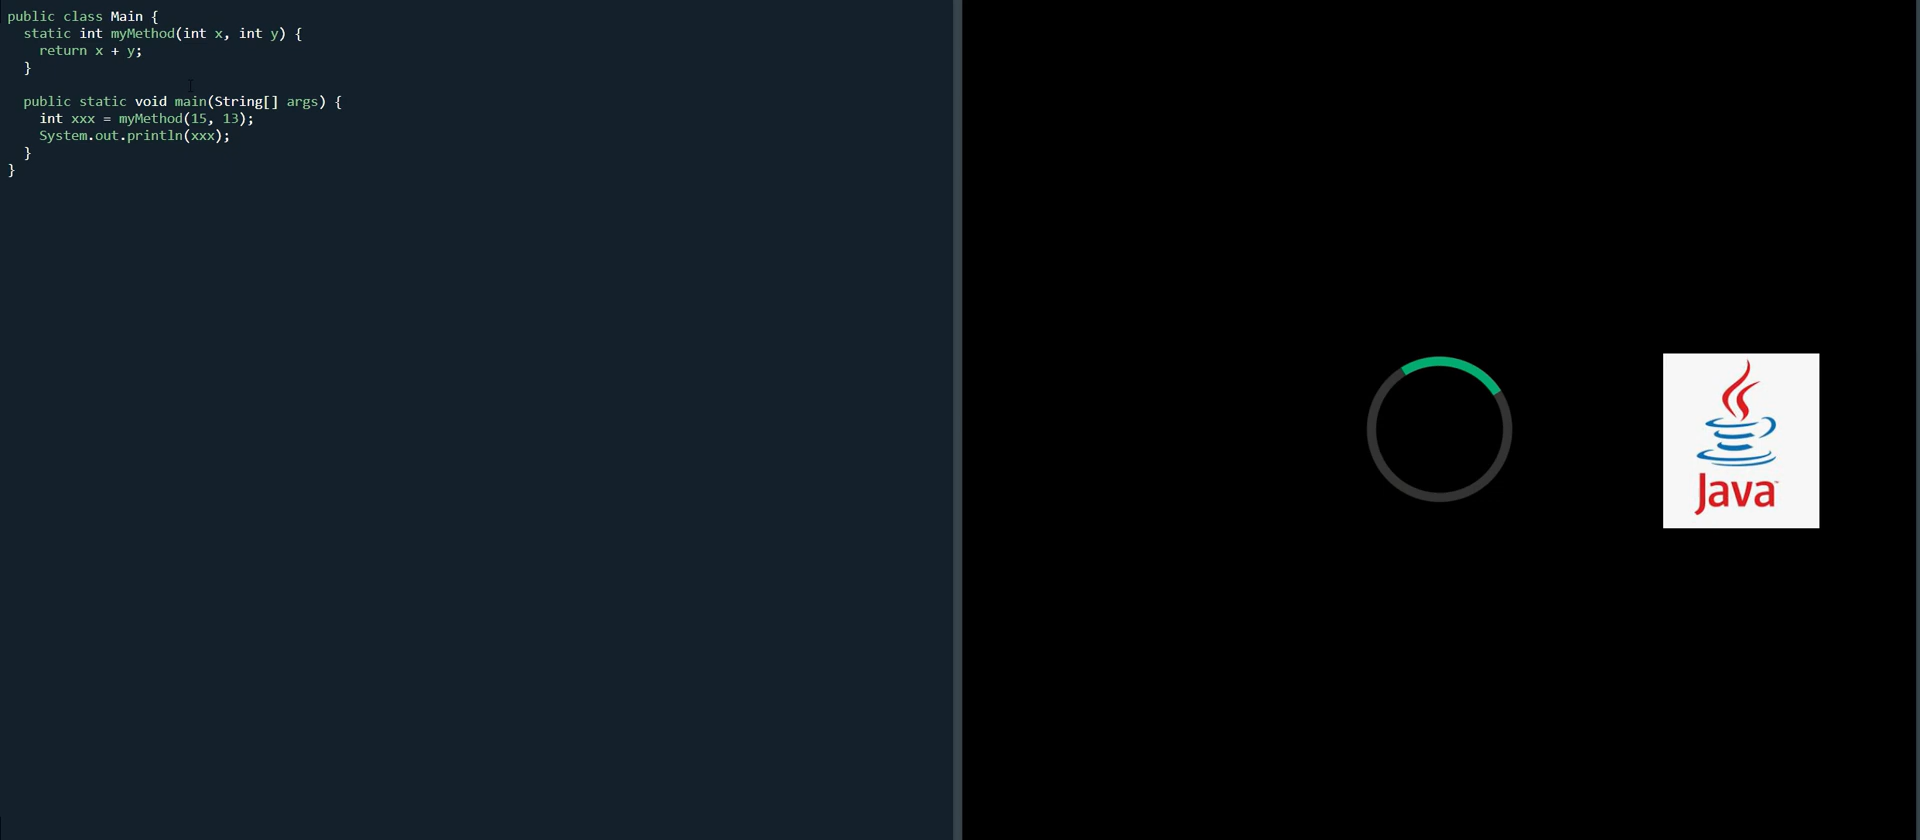 public class Main {
  static int myMethod(int x, int y) {
    return x + y;
  }
  public static void main(String[] args) {
    int xxx = myMethod(15, 13);
    System.out.println(xxx);
  }
}
Java™